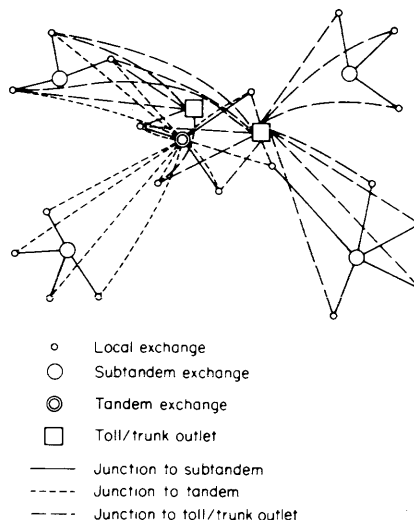 Local exchange
Subtandem exchange
Tandem exchange
Toll/trunk outlet
Junction to subtandem
Junction to tandem
Junction to toll/trunk outlet